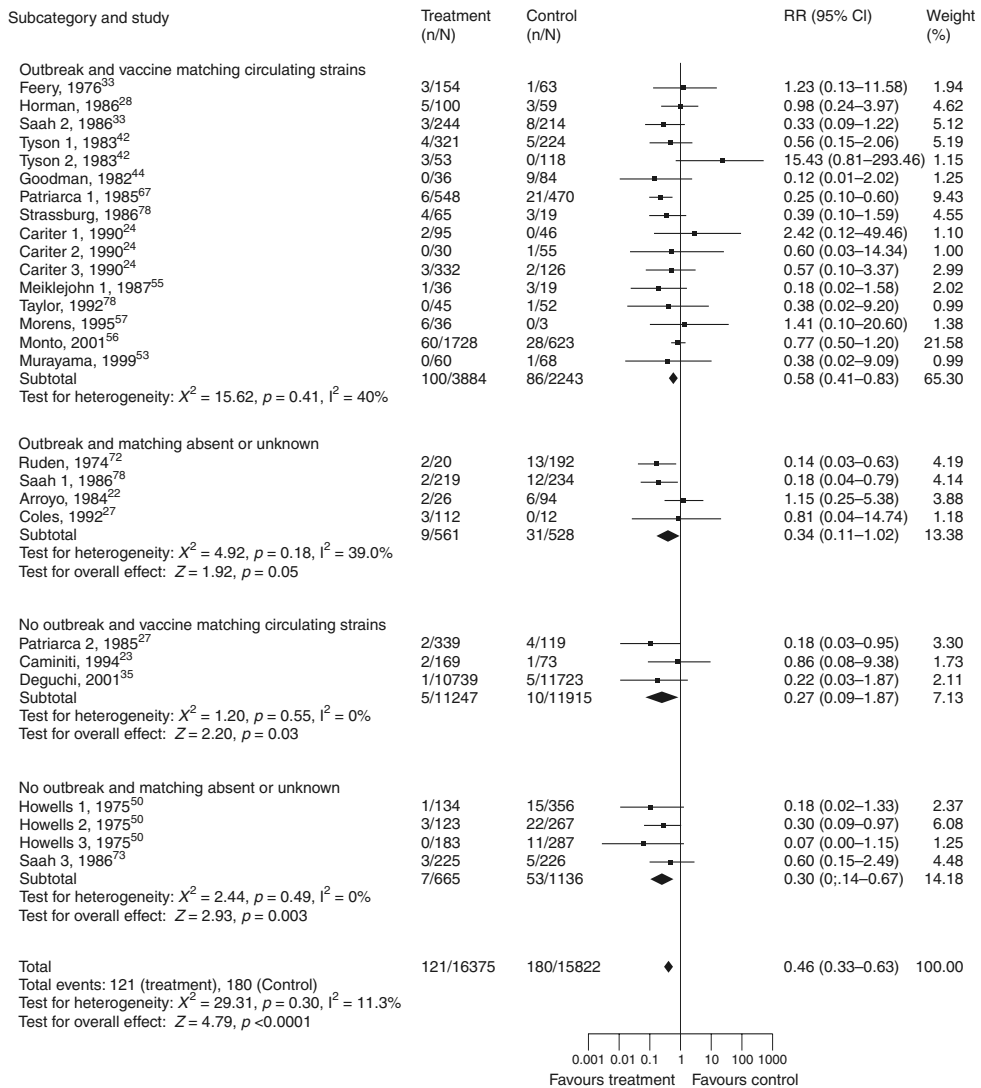 Subcategory and study Treatment Control RR (95% CI) Weight
(n/N) (n/N) (%)
Outbreak and vaccine matching circulating strains
Feery, 1976³³ 3/154 1/63 1.23 (0.13–11.58) 1.94
Horman, 1986²⁸ 5/100 3/59 0.98 (0.24–3.97) 4.62
Saah 2, 1986³³ 3/244 8/214 0.33 (0.09–1.22) 5.12
Tyson 1, 1983⁴² 4/321 5/224 0.56 (0.15–2.06) 5.19
Tyson 2, 1983⁴² 3/53 0/118 15.43 (0.81–293.46) 1.15
Goodman, 1982⁴⁴ 0/36 9/84 0.12 (0.01–2.02) 1.25
Patriarca 1, 1985⁶⁷ 6/548 21/470 0.25 (0.10–0.60) 9.43
Strassburg, 1986⁷⁸ 4/65 3/19 0.39 (0.10–1.59) 4.55
Cariter 1, 1990²⁴ 2/95 0/46 2.42 (0.12–49.46) 1.10
Cariter 2, 1990²⁴ 0/30 1/55 0.60 (0.03–14.34) 1.00
Cariter 3, 1990²⁴ 3/332 2/126 0.57 (0.10–3.37) 2.99
Meiklejohn 1, 1987⁵⁵ 1/36 3/19 0.18 (0.02–1.58) 2.02
Taylor, 1992⁷⁸ 0/45 1/52 0.38 (0.02–9.20) 0.99
Morens, 1995⁵⁷ 6/36 0/3 1.41 (0.10–20.60) 1.38
Monto, 2001⁵⁶ 60/1728 28/623 0.77 (0.50–1.20) 21.58
Murayama, 1999⁵³ 0/60 1/68 0.38 (0.02–9.09) 0.99
Subtotal 100/3884 86/2243 0.58 (0.41–0.83) 65.30
Test for heterogeneity: X² = 15.62, p = 0.41, I² = 40%
Outbreak and matching absent or unknown
Ruden, 1974⁷² 2/20 13/192 0.14 (0.03–0.63) 4.19
Saah 1, 1986⁷⁸ 2/219 12/234 0.18 (0.04–0.79) 4.14
Arroyo, 1984²² 2/26 6/94 1.15 (0.25–5.38) 3.88
Coles, 1992²⁷ 3/112 0/12 0.81 (0.04–14.74) 1.18
Subtotal 9/561 31/528 0.34 (0.11–1.02) 13.38
Test for heterogeneity: X² = 4.92, p = 0.18, I² = 39.0%
Test for overall effect: Z = 1.92, p = 0.05
No outbreak and vaccine matching circulating strains
Patriarca 2, 1985²⁷ 2/339 4/119 0.18 (0.03–0.95) 3.30
Caminiti, 1994²³ 2/169 1/73 0.86 (0.08–9.38) 1.73
Deguchi, 2001³⁵ 1/10739 5/11723 0.22 (0.03–1.87) 2.11
Subtotal 5/11247 10/11915 0.27 (0.09–1.87) 7.13
Test for heterogeneity: X² = 1.20, p = 0.55, I² = 0%
Test for overall effect: Z = 2.20, p = 0.03
No outbreak and matching absent or unknown
Howells 1, 1975⁵⁰ 1/134 15/356 0.18 (0.02–1.33) 2.37
Howells 2, 1975⁵⁰ 3/123 22/267 0.30 (0.09–0.97) 6.08
Howells 3, 1975⁵⁰ 0/183 11/287 0.07 (0.00–1.15) 1.25
Saah 3, 1986⁷³ 3/225 5/226 0.60 (0.15–2.49) 4.48
Subtotal 7/665 53/1136 0.30 (0;.14–0.67) 14.18
Test for heterogeneity: X² = 2.44, p = 0.49, I² = 0%
Test for overall effect: Z = 2.93, p = 0.003
Total 121/16375 180/15822 0.46 (0.33–0.63) 100.00
Total events: 121 (treatment), 180 (Control)
Test for heterogeneity: X² = 29.31, p = 0.30, I² = 11.3%
Test for overall effect: Z = 4.79, p <0.0001
0.001 0.01 0.1 1 10 100 1000
Favours treatment Favours control